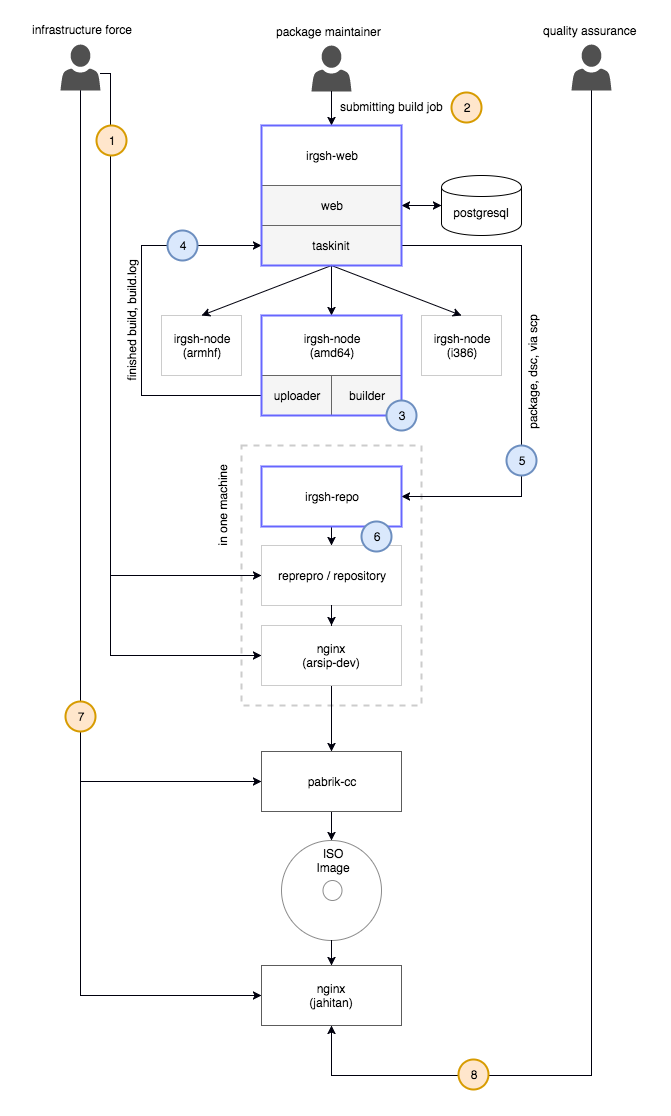 infrastructure force
package maintainer
quality assurance
submitting build job
2
1
irgsh-web
web
postgresql
4
taskinit
finished build, build.log
irgsh-node
(armhf)
irgsh-node
(amd64)
irgsh-node
(i386)
package, dsc, via scp
uploader
builder
3
5
in one machine
irgsh-repo
6
reprepro / repository
nginx
(arsip-dev)
7
pabrik-cc
ISO
Image
nginx
(jahitan)
8